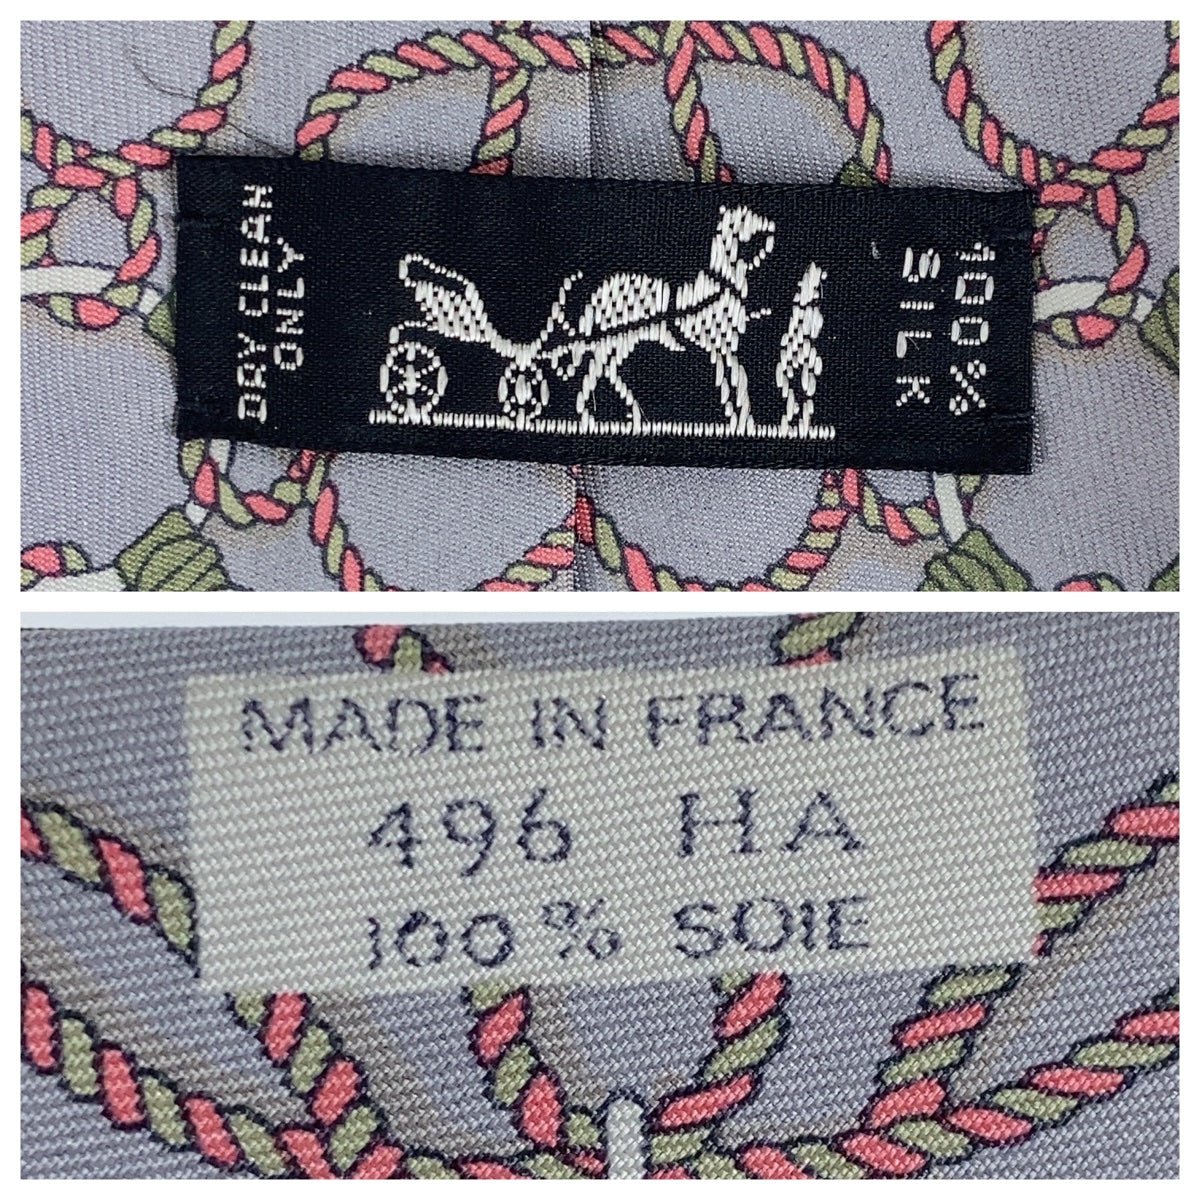 DRY CLEAN
ONLY
100%
SILK
MADE IN FRANCE
496 HA
100% SOIE